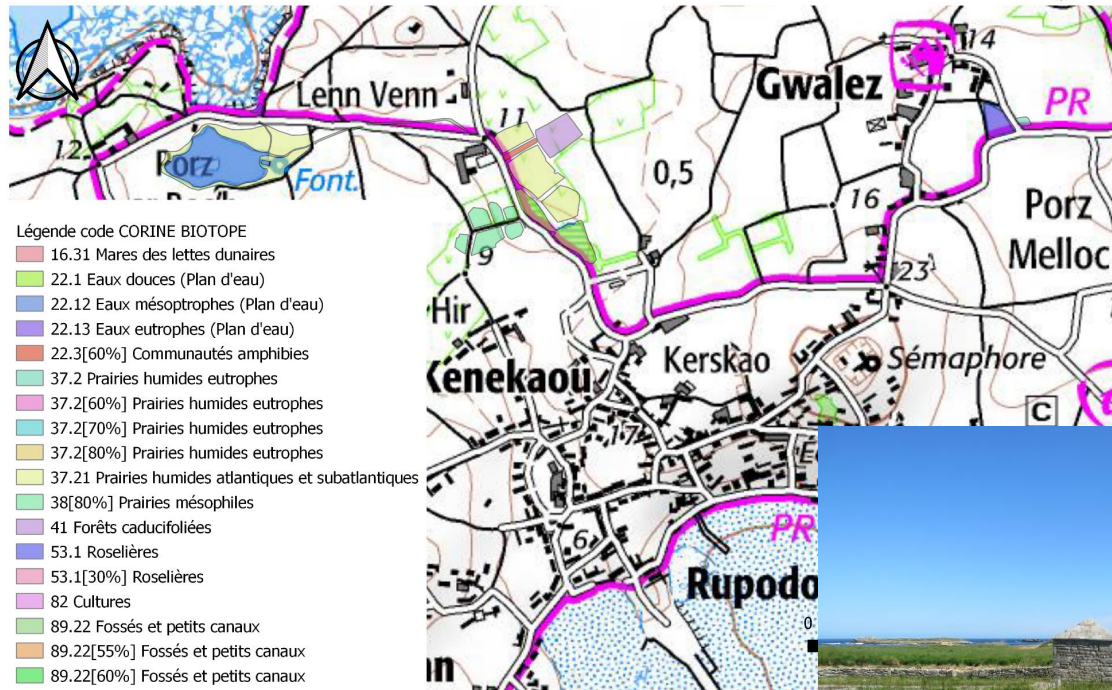 Lenn Venn
11
Gwalez
14
PR
12
Porz
Font.
0,5
16
Porz
Melloc
9
23
Hir
Kerskao
Sémaphore
Kenekaou
C
17
6
PR
Rupodo
an
Légende code CORINE BIOTOPE
16.31 Mares des lettes dunaires
22.1 Eaux douces (Plan d'eau)
22.12 Eaux mésoptrophes (Plan d'eau)
22.13 Eaux eutrophes (Plan d'eau)
22.3[60%] Communautés amphibies
37.2 Prairies humides eutrophes
37.2[60%] Prairies humides eutrophes
37.2[70%] Prairies humides eutrophes
37.2[80%] Prairies humides eutrophes
37.21 Prairies humides atlantiques et subatlantiques
38[80%] Prairies mésophiles
41 Forêts caducifoliées
53.1 Roselières
53.1[30%] Roselières
82 Cultures
89.22 Fossés et petits canaux
89.22[55%] Fossés et petits canaux
89.22[60%] Fossés et petits canaux